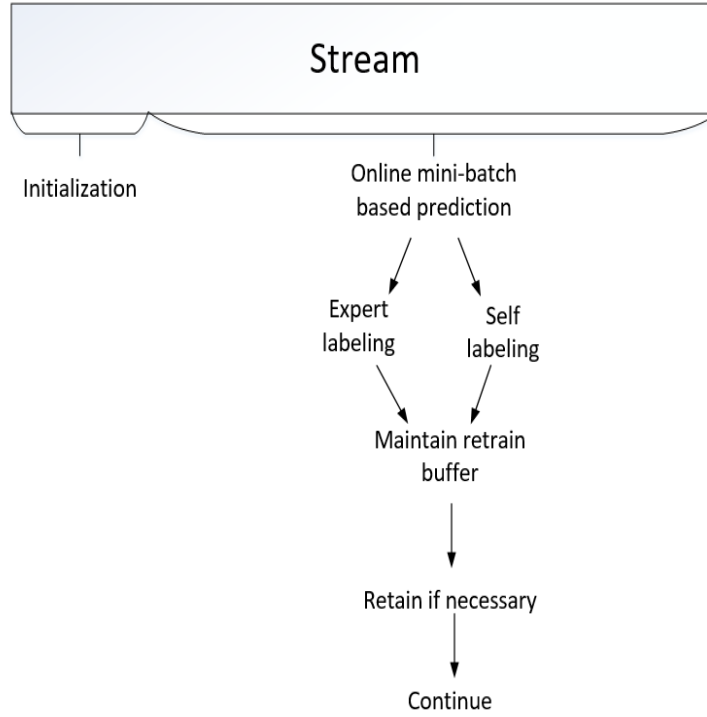 Stream
Initialization
Online mini-batch
based prediction
Expert
labeling
Self
labeling
Maintain retrain
buffer
Retain if necessary
Continue